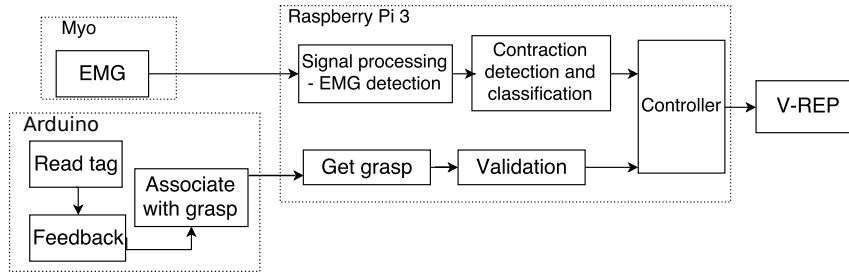 Myo
EMG
Raspberry Pi 3
Signal processing
- EMG detection
Contraction
detection and
classification
Controller
V-REP
Arduino
Read tag
Feedback
Associate
with grasp
Get grasp
Validation